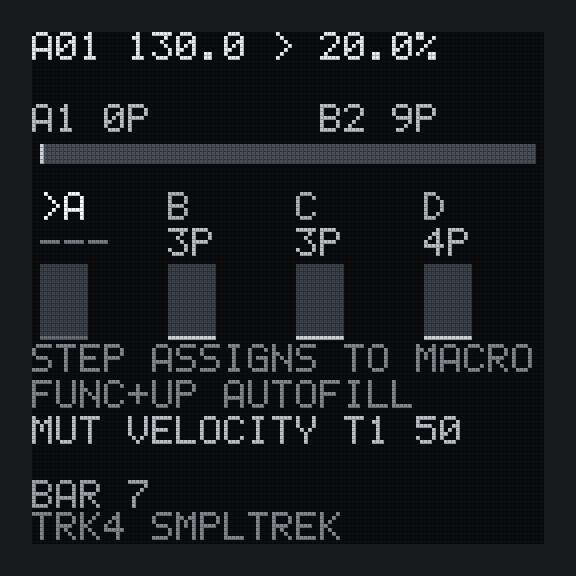 A01 130.0 > 20.0%
A1 0P B2 9P
>A B C D
--- 3P 3P 4P
STEP ASSIGNS TO MACRO
FUNC+UP AUTOFILL
MUT VELOCITY T1 50
BAR 7
TRK4 SMPLTREK